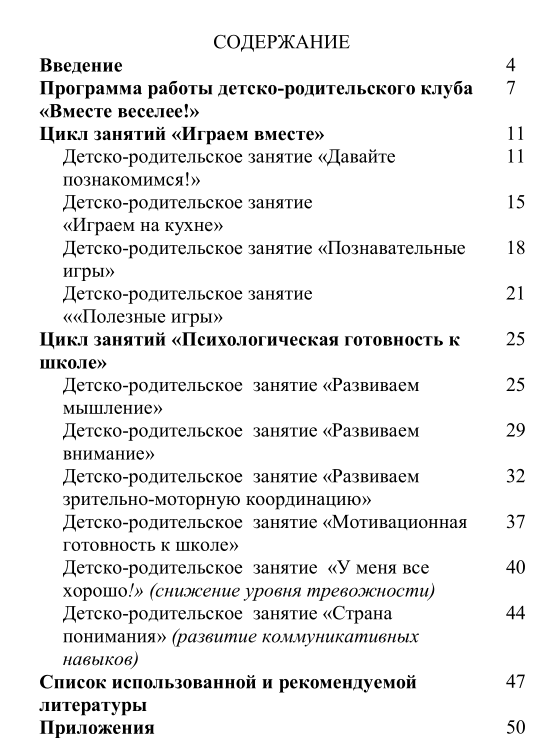 СОДЕРЖАНИЕ
Введение 4
Программа работы детско-родительского клуба 7
«Вместе веселее!»
Цикл занятий «Играем вместе» 11
Детско-родительское занятие «Давайте 11
познакомимся!»
Детско-родительское занятие 15
«Играем на кухне»
Детско-родительское занятие «Познавательные 18
игры»
Детско-родительское занятие 21
««Полезные игры»
Цикл занятий «Психологическая готовность к 25
школе»
Детско-родительское занятие «Развиваем 25
мышление»
Детско-родительское занятие «Развиваем 29
внимание»
Детско-родительское занятие «Развиваем 32
зрительно-моторную координацию»
Детско-родительское занятие «Мотивационная 37
готовность к школе»
Детско-родительское занятие «У меня все 40
хорошо!» (снижение уровня тревожности)
Детско-родительское занятие «Страна 44
понимания» (развитие коммуникативных
навыков)
Список использованной и рекомендуемой 47
литературы
Приложения 50